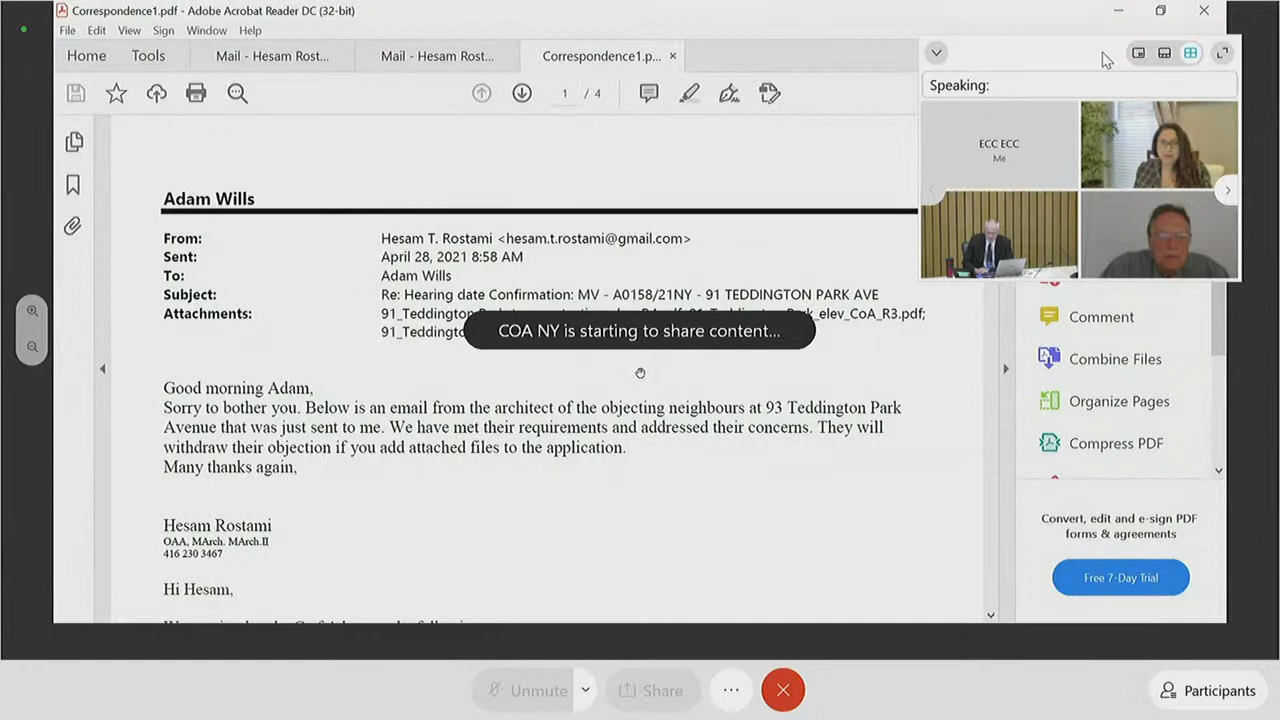 Correspondence1.pdf - Adobe Acrobat Reader DC (32-bit)
File Edit View Sign Window Help
Home Tools Mail - Hesam Rost... Mail - Hesam Rost... Correspondence1.p... ×
1 / 4
Speaking:
ECC ECC
Me
Adam Wills
From: Hesam T. Rostami <hesam.t.rostami@gmail.com>
Sent: April 28, 2021 8:58 AM
To: Adam Wills
Subject: Re: Hearing date Confirmation: MV - A0158/21NY - 91 TEDDINGTON PARK AVE
Attachments: 91_Teddington elev_CoA_R3.pdf;
91_Teddingto
COA NY is starting to share content...
Good morning Adam,
Sorry to bother you. Below is an email from the architect of the objecting neighbours at 93 Teddington Park
Avenue that was just sent to me. We have met their requirements and addressed their concerns. They will
withdraw their objection if you add attached files to the application.
Many thanks again,
Hesam Rostami
OAA, MArch. MArch.II
416 230 3467
Hi Hesam,
Comment
Combine Files
Organize Pages
Compress PDF
Convert, edit and e-sign PDF
forms & agreements
Free 7-Day Trial
Unmute
Share
Participants